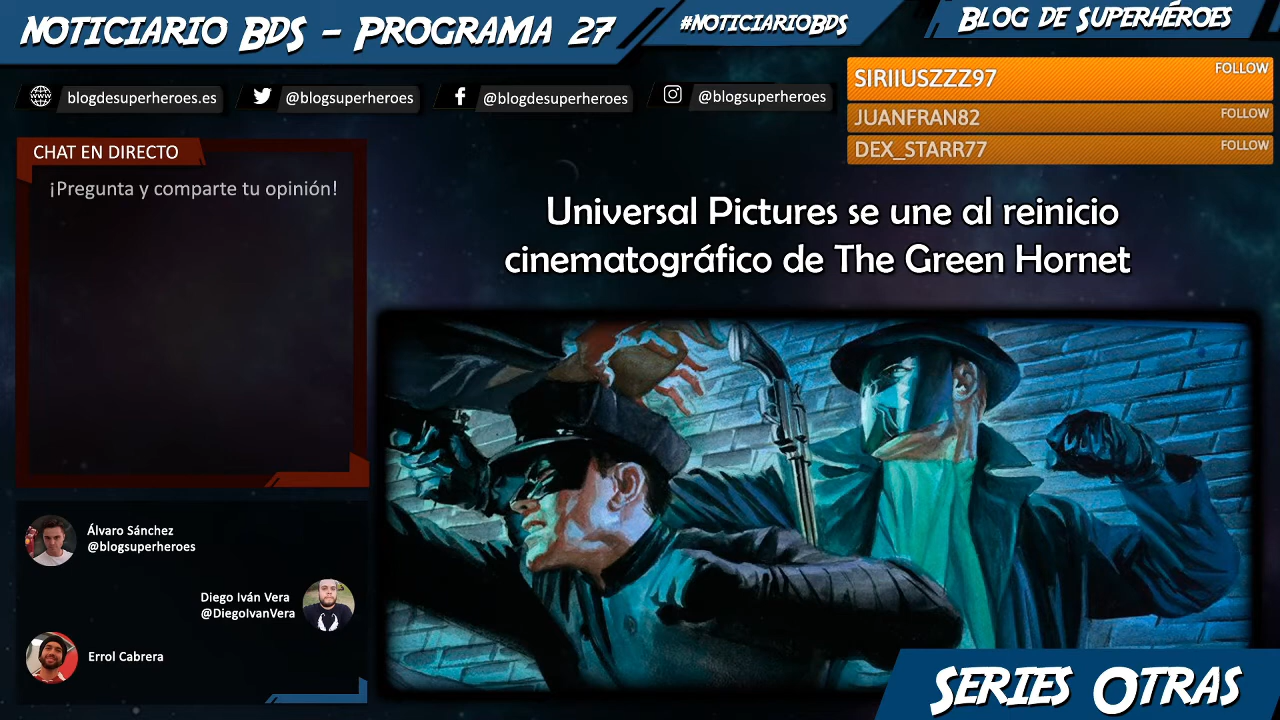 NOTICIARIO BDS - PROGRAMA 27
#NOTICIARIOBDS
BLOG DE SUPERHÉROES
www
blogdesuperheroes.es
@blogsuperheroes
@blogdesuperheroes
@blogsuperheroes
SIRIIUSZZZ97
FOLLOW
JUANFRAN82
FOLLOW
DEX_STARR77
FOLLOW
CHAT EN DIRECTO
¡Pregunta y comparte tu opinión!
Universal Pictures se une al reinicio
cinematográfico de The Green Hornet
Álvaro Sánchez
@blogsuperheroes
Diego Iván Vera
@DiegoIvanVera
Errol Cabrera
SERIES OTRAS